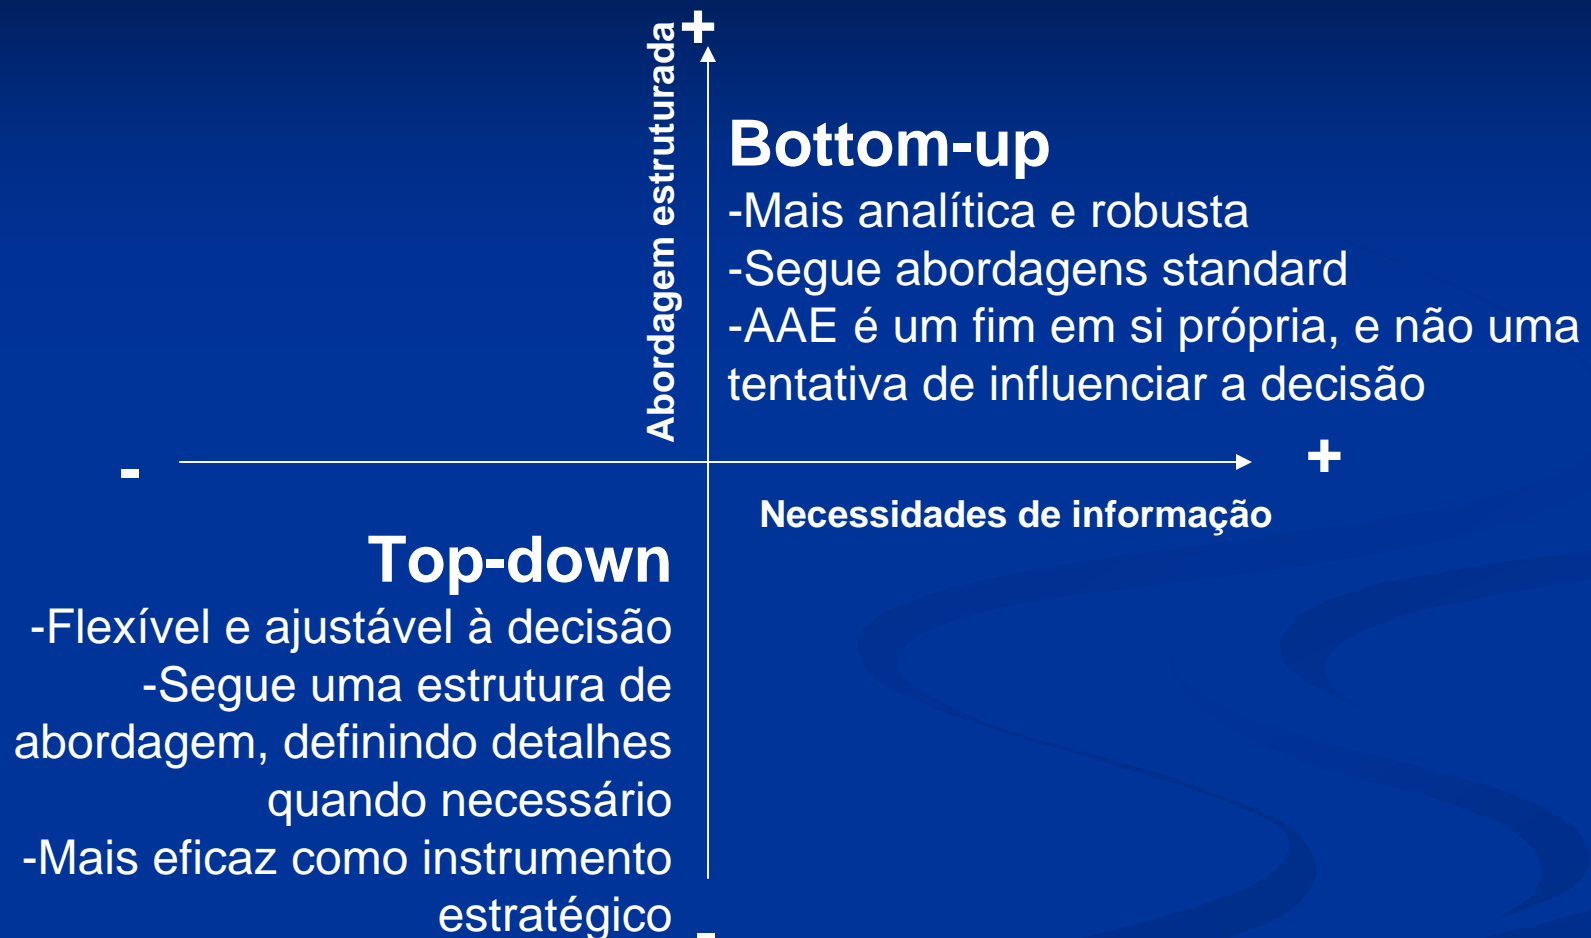 +
Abordagem estruturada
Bottom-up
-Mais analítica e robusta
-Segue abordagens standard
-AAE é um fim em si própria, e não uma
tentativa de influenciar a decisão
-
+
Necessidades de informação
Top-down
-Flexível e ajustável à decisão
-Segue uma estrutura de
abordagem, definindo detalhes
quando necessário
-Mais eficaz como instrumento
estratégico
-